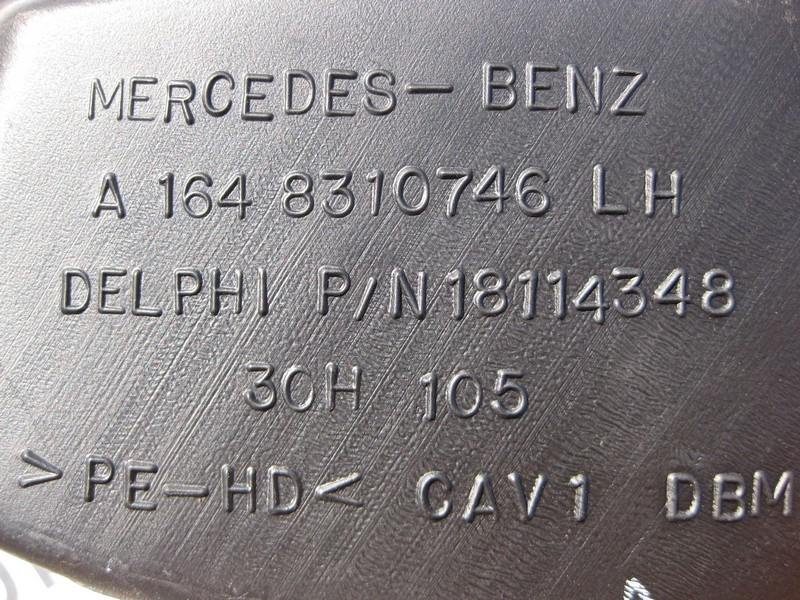 MERCEDES-BENZ
A 164 8310746 LH
DELPHI P/N 18114348
30H 105
>PE-HD< CAV1 DBM